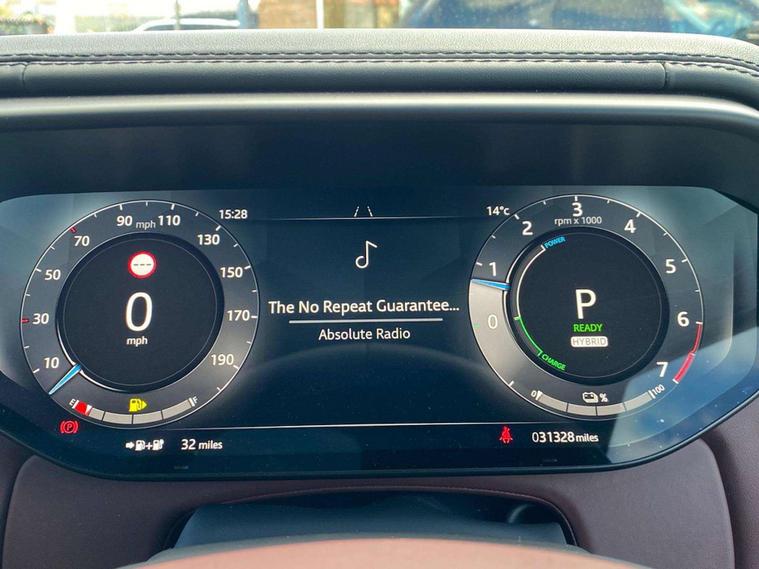 15:28
14°c
90 mph 110
70
130
50
150
30
170
10
190
0
mph
E
F
The No Repeat Guarantee...
Absolute Radio
3
rpm x 1000
2
4
1
5
0
6
7
POWER
P
READY
HYBRID
CHARGE
0
%
100
(P)
+
32 miles
031328 miles